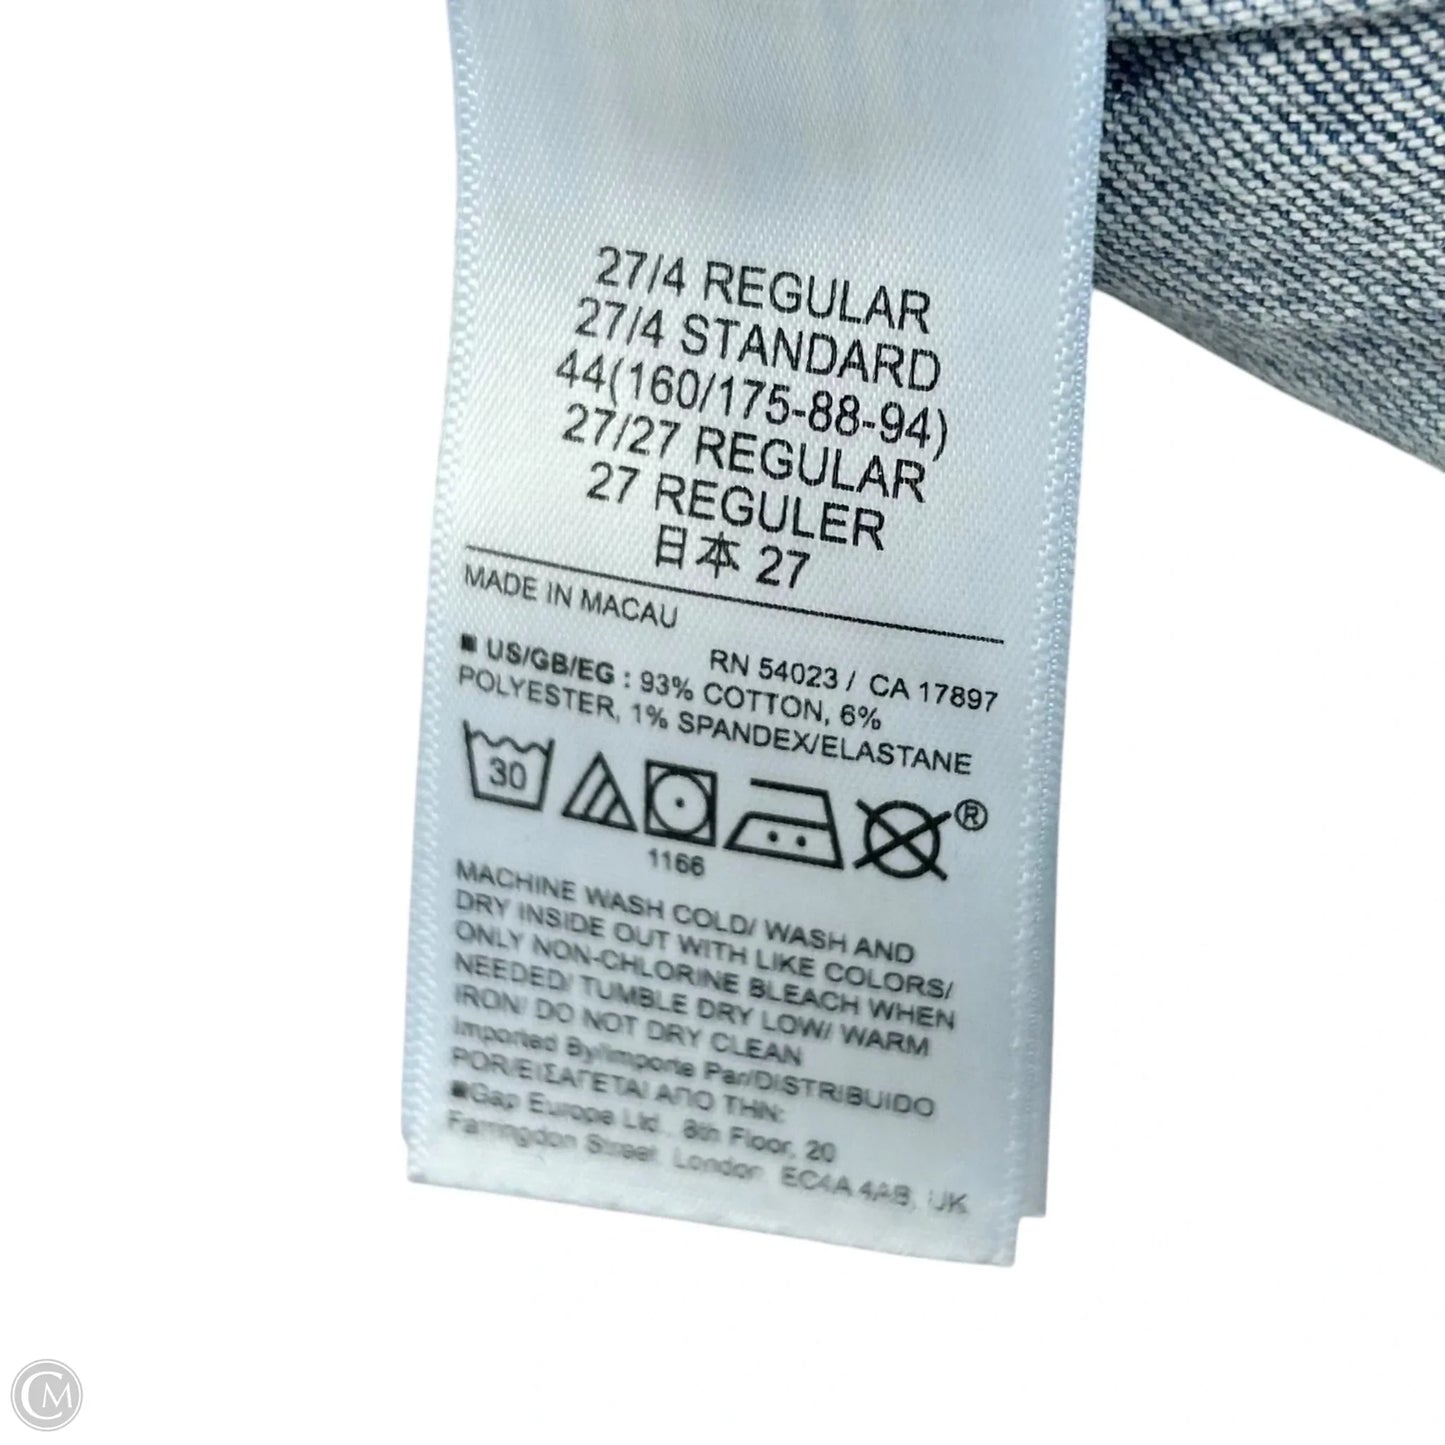 27/4 REGULAR
27/4 STANDARD
44(160/175-88-94)
27/27 REGULAR
27 REGULER
日本 27
MADE IN MACAU
RN 54023 / CA 17897
■ US/GB/EG : 93% COTTON, 6%
POLYESTER, 1% SPANDEX/ELASTANE
30
®
1166
MACHINE WASH COLD/ WASH AND
DRY INSIDE OUT WITH LIKE COLORS/
ONLY NON-CHLORINE BLEACH WHEN
NEEDED/ TUMBLE DRY LOW/ WARM
IRON/ DO NOT DRY CLEAN
Imported By/Importe Par/DISTRIBUIDO
POR/ΕΙΣΑΓΕΤΑΙ ΑΠΟ ΤΗΝ:
■Gap Europe Ltd., 8th Floor, 20
Farringdon Street, London EC4A 4AB, UK
CM